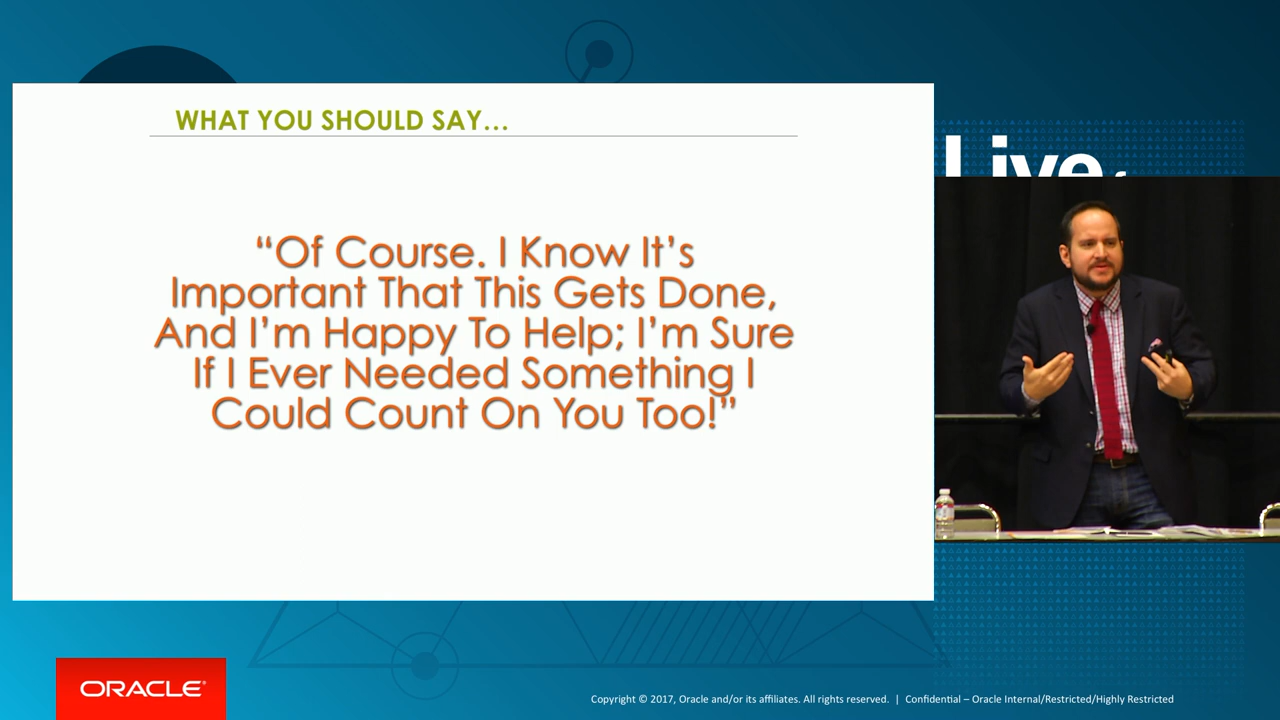 WHAT YOU SHOULD SAY...
Live
“Of Course. I Know It’s
Important That This Gets Done,
And I’m Happy To Help; I’m Sure
If I Ever Needed Something I
Could Count On You Too!”
ORACLE®
Copyright © 2017, Oracle and/or its affiliates. All rights reserved. | Confidential – Oracle Internal/Restricted/Highly Restricted